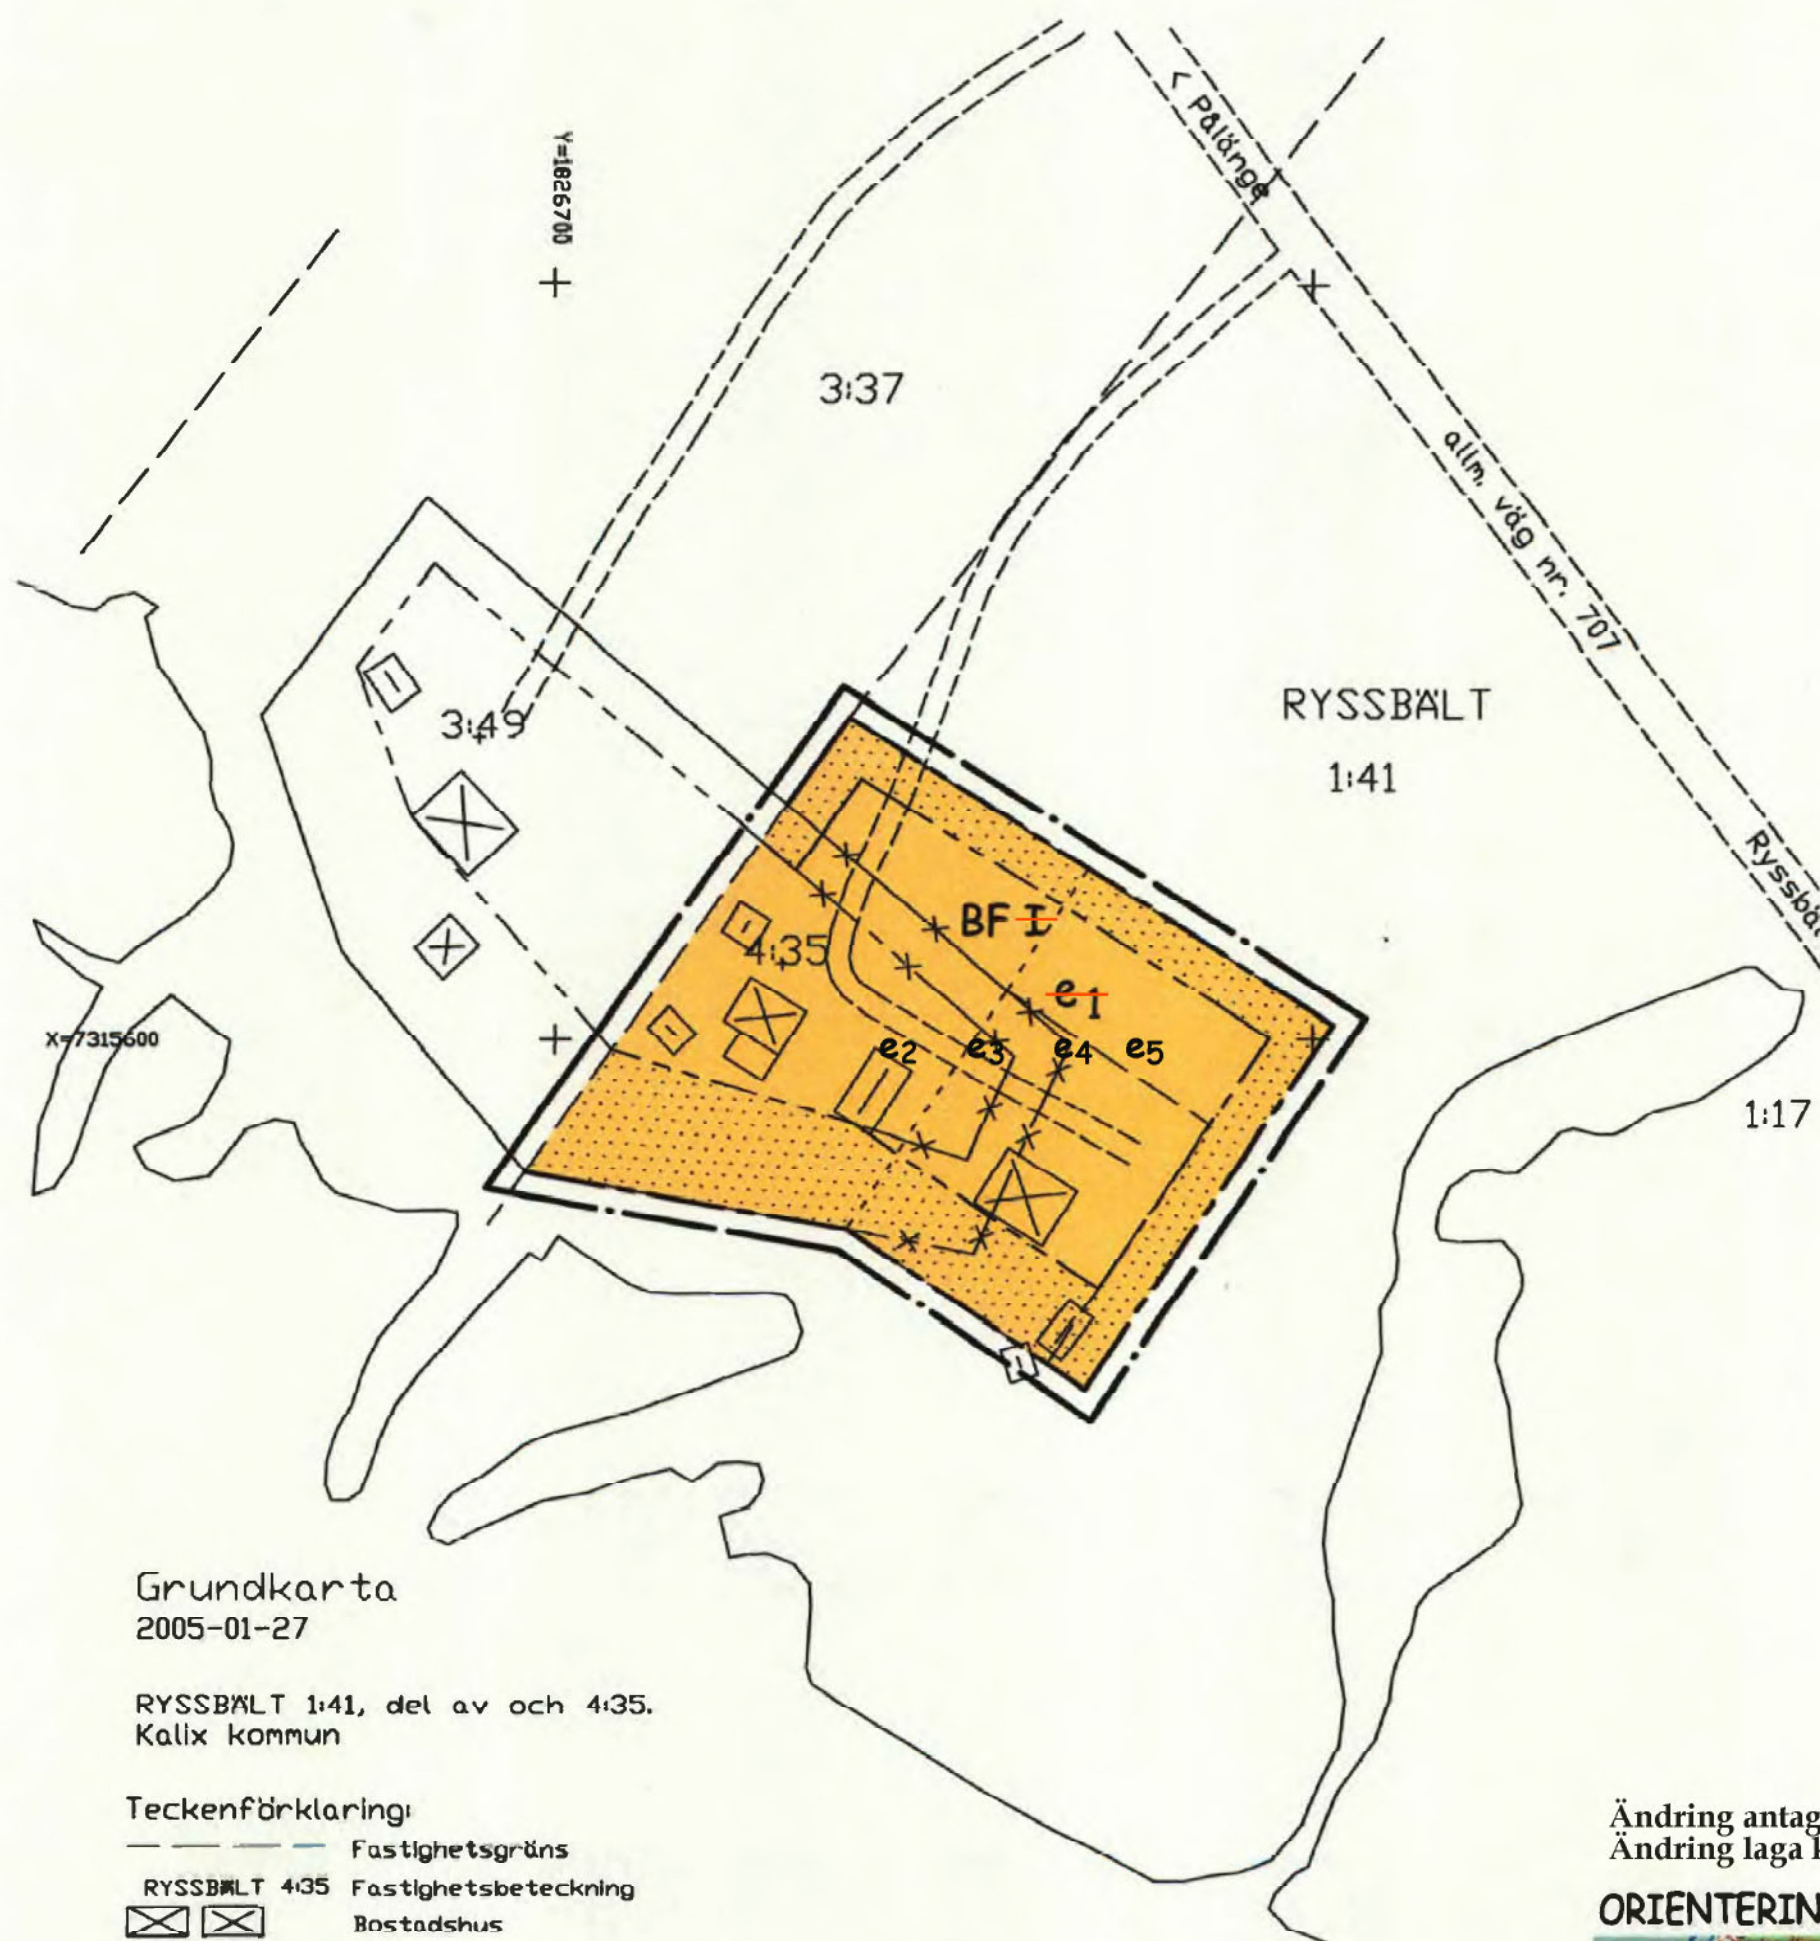 < Pålänge
Y=1826700
3:37
allm. väg nr. 707
RYSSBÄLT
3:49
1:41
Ryssbäl
BF I
4:35
e1
X=7315600
e2 e3 e4 e5
1:17
Grundkarta
2005-01-27
RYSSBÄLT 1:41, del av och 4:35.
Kalix kommun
Teckenförklaring:
Fastighetsgräns
RYSSBÄLT 4:35 Fastighetsbeteckning
Bostadshus
Ändring antag
Ändring laga
ORIENTERIN